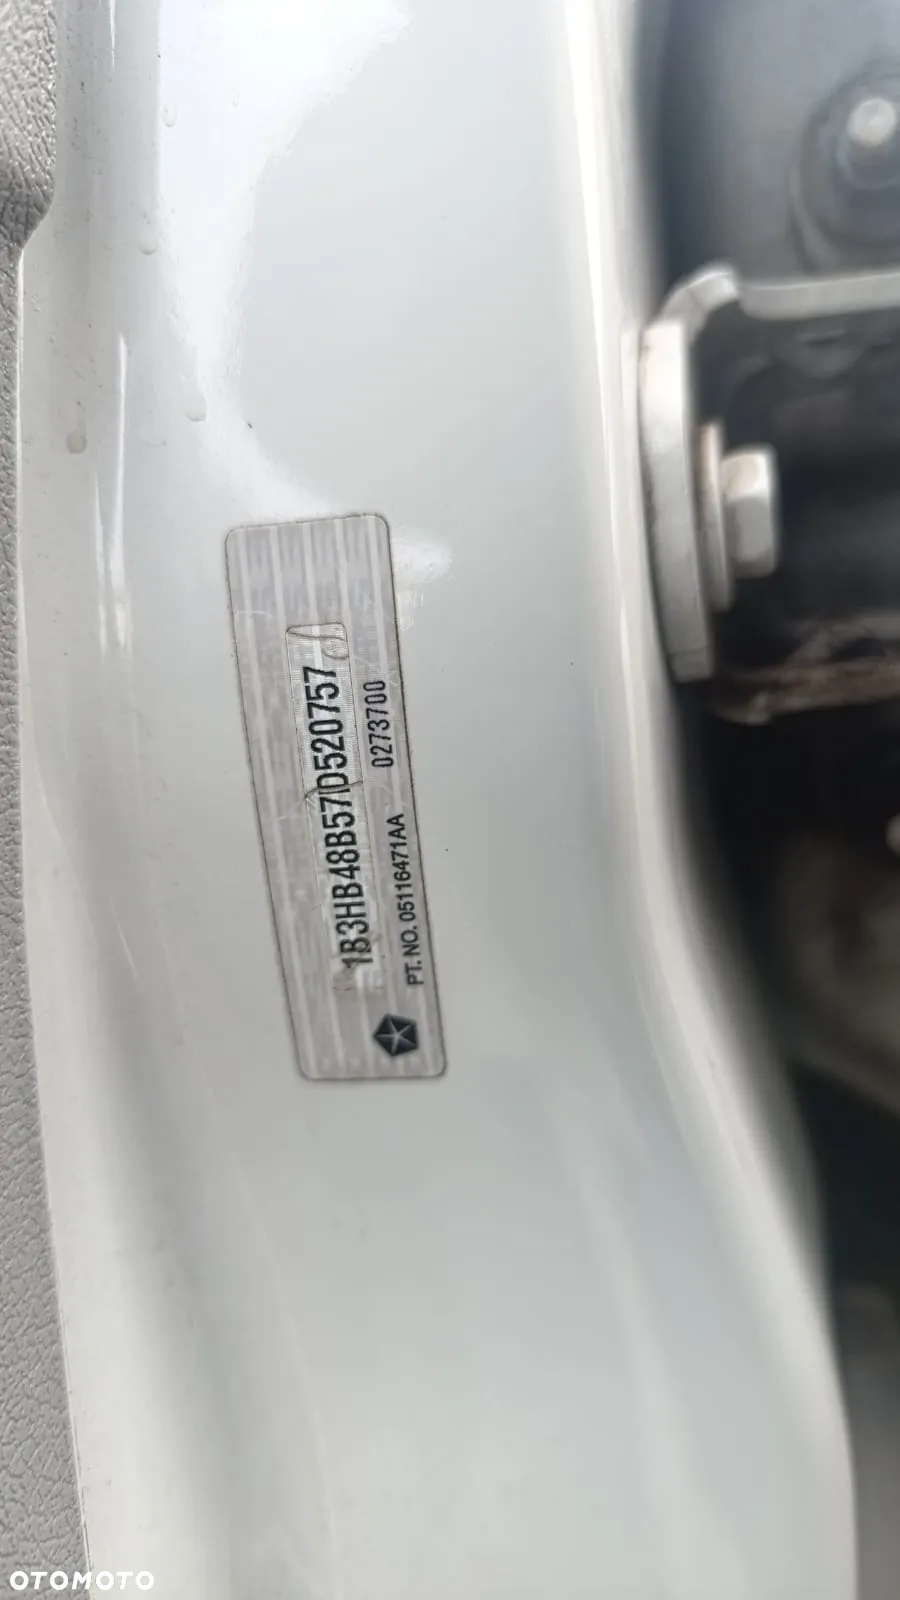 1B3HB48B57D520757
PT. NO. 05116471AA 0273700
OTOMOTO